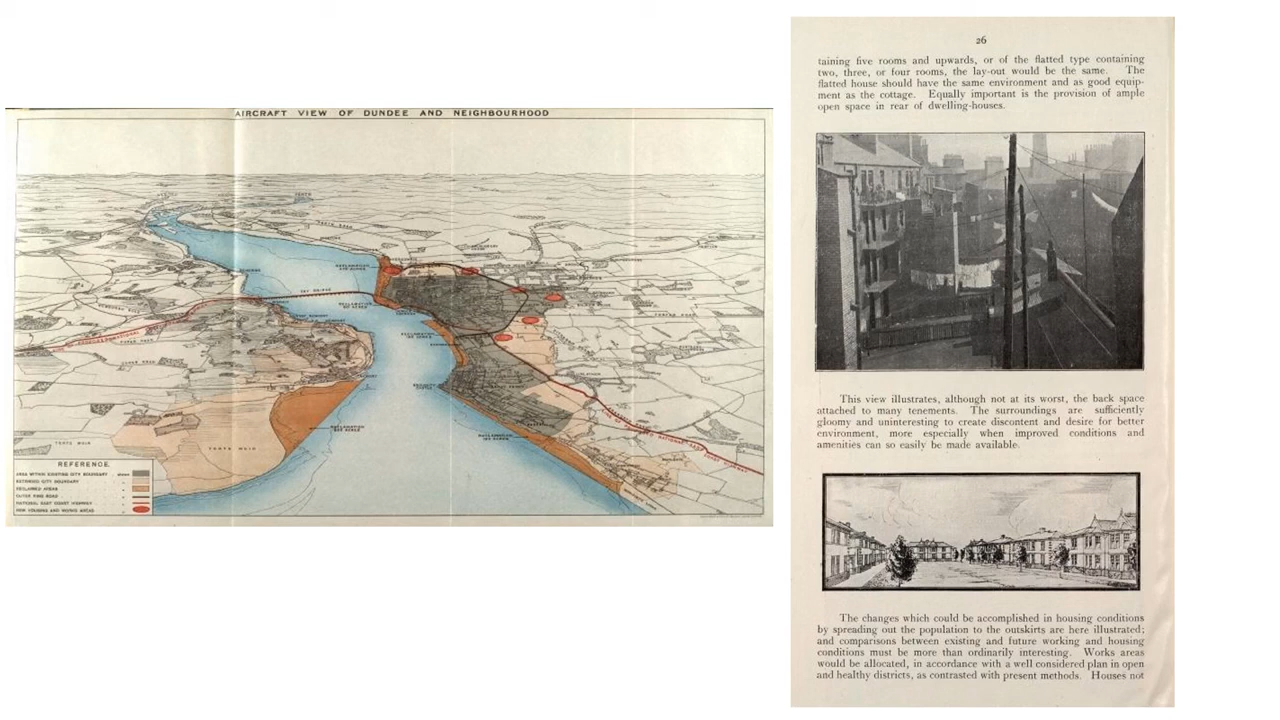 AIRCRAFT VIEW OF DUNDEE AND NEIGHBOURHOOD
PERTH
TAY BRIDGE
TENTS MUIR
TENTS MUIR
REFERENCE
AREA WITHIN EXISTING CITY BOUNDARY
EXTENDED CITY BOUNDARY
RECLAIMED AREAS
OUTER RING ROAD
NATIONAL EAST COAST HIGHWAY
NEW HOUSING AND WORKS AREAS
26
taining five rooms and upwards, or of the flatted type containing
two, three, or four rooms, the lay-out would be the same. The
flatted house should have the same environment and as good equip-
ment as the cottage. Equally important is the provision of ample
open space in rear of dwelling-houses.
This view illustrates, although not at its worst, the back space
attached to many tenements. The surroundings are sufficiently
gloomy and uninteresting to create discontent and desire for better
environment, more especially when improved conditions and
amenities can so easily be made available.
The changes which could be accomplished in housing conditions
by spreading out the population to the outskirts are here illustrated;
and comparisons between existing and future working and housing
conditions must be more than ordinarily interesting. Works areas
would be allocated, in accordance with a well considered plan in open
and healthy districts, as contrasted with present methods. Houses not